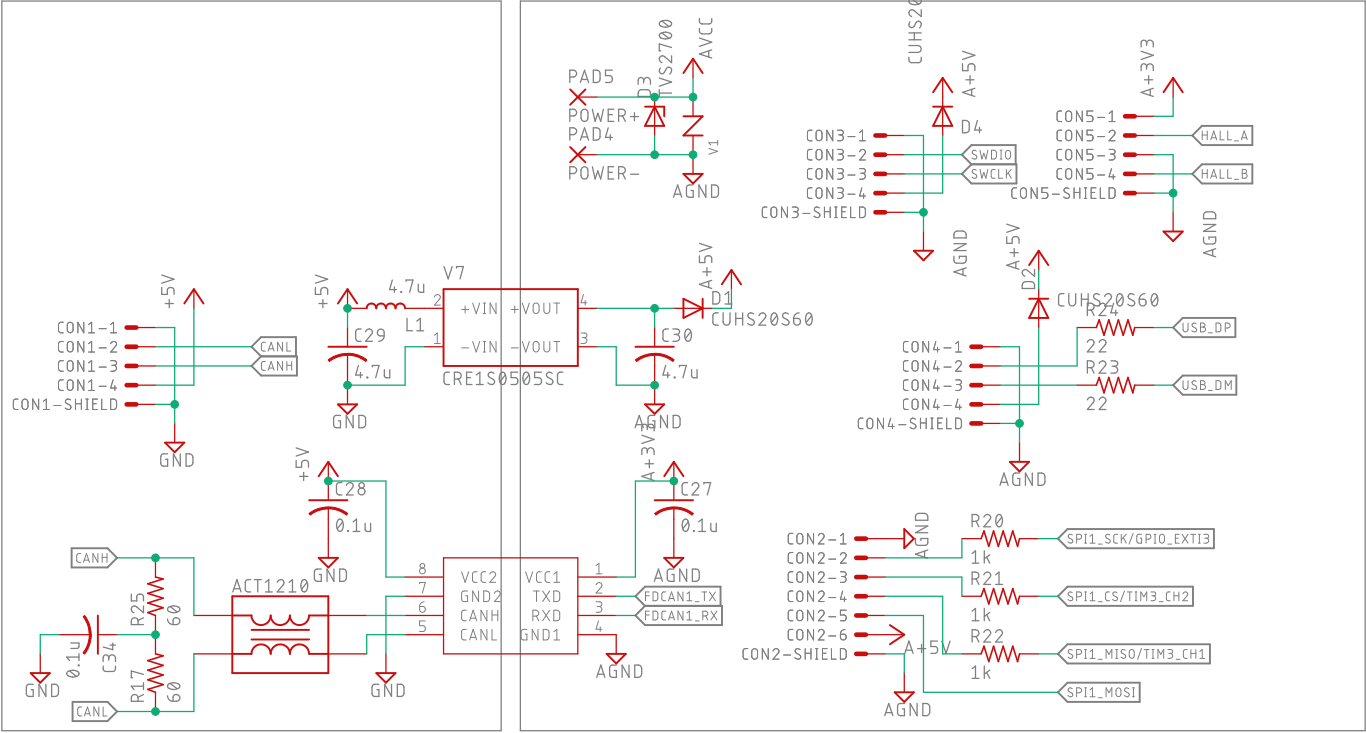 CUHS20
PAD5
D3
TVS2700
AVCC
POWER+
PAD4
POWER-
V1
AGND
A+5V
D4
CON3-1
CON3-2
SWDIO
CON3-3
SWCLK
CON3-4
CON3-SHIELD
AGND
A+3V3
CON5-1
CON5-2
HALL_A
CON5-3
CON5-4
HALL_B
CON5-SHIELD
AGND
+5V
CON1-1
CON1-2
CANL
CON1-3
CANH
CON1-4
CON1-SHIELD
GND
+5V
4.7u
L1
C29
4.7u
GND
V7
2
+VIN
+VOUT
4
1
-VIN
-VOUT
3
CRE1S0505SC
A+5V
D1
CUHS20S60
C30
4.7u
AGND
A+5V
D2
CUHS20S60
R24
22
USB_DP
CON4-1
CON4-2
R23
22
USB_DM
CON4-3
CON4-4
CON4-SHIELD
AGND
+5V
C28
0.1u
GND
A+3V3
C27
0.1u
AGND
CANH
R25
60
ACT1210
C34
0.1u
GND
R17
60
CANL
GND
8
VCC2
VCC1
1
7
GND2
TXD
2
FDCAN1_TX
6
CANH
RXD
3
FDCAN1_RX
5
CANL
GND1
4
AGND
CON2-1
AGND
R20
1k
SPI1_SCK/GPIO_EXTI3
CON2-2
CON2-3
R21
1k
SPI1_CS/TIM3_CH2
CON2-4
CON2-5
CON2-6
A+5V
R22
1k
SPI1_MISO/TIM3_CH1
CON2-SHIELD
AGND
SPI1_MOSI